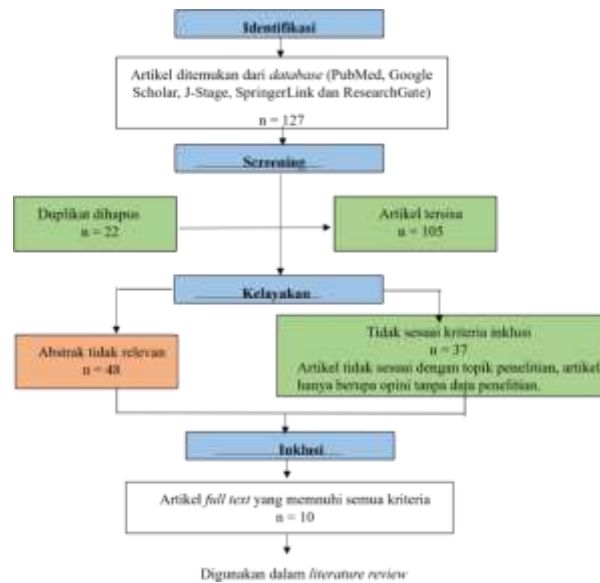 Identifikasi
Artikel ditemukan dari database (PubMed, Google
Scholar, J-Stage, SpringerLink dan ResearchGate)
n = 127
Screening
Duplikat dihapus
n = 22
Artikel tersisa
n = 105
Kelayakan
Abstrak tidak relevan
n = 48
Tidak sesuai kriteria inklusi
n = 37
Artikel tidak sesuai dengan topik penelitian, artikel
hanya berupa opini tanpa data penelitian.
Inklusi
Artikel full text yang memnuhi semua kriteria
n = 10
Digunakan dalam literature review